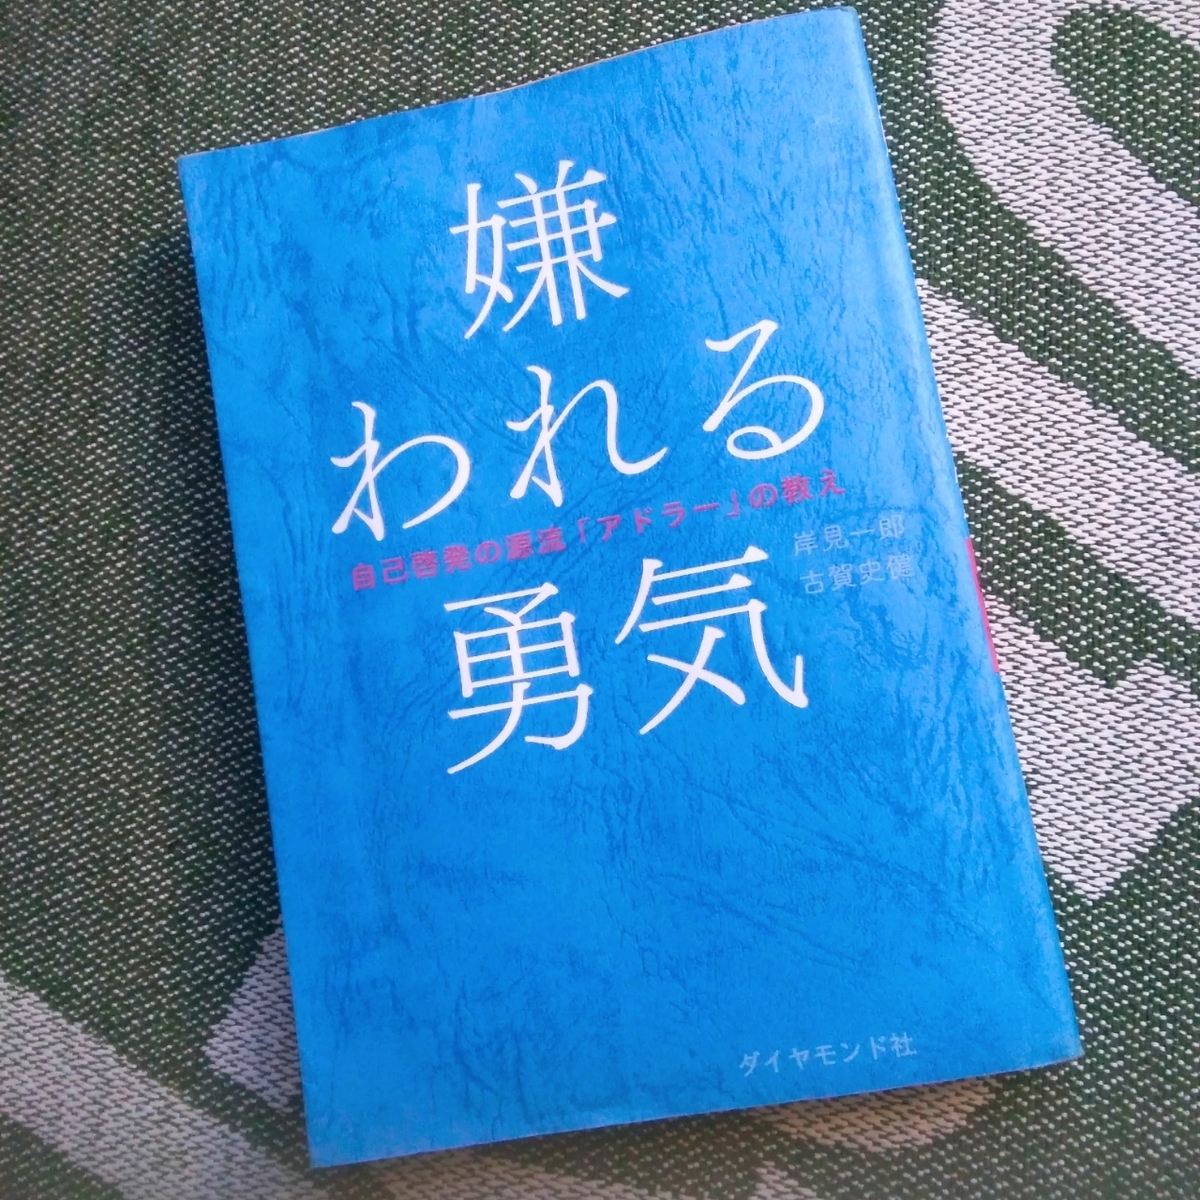 嫌
われる
自己啓発の源流「アドラー」の教え
岸見一郎
古賀史健
勇気
ダイヤモンド社